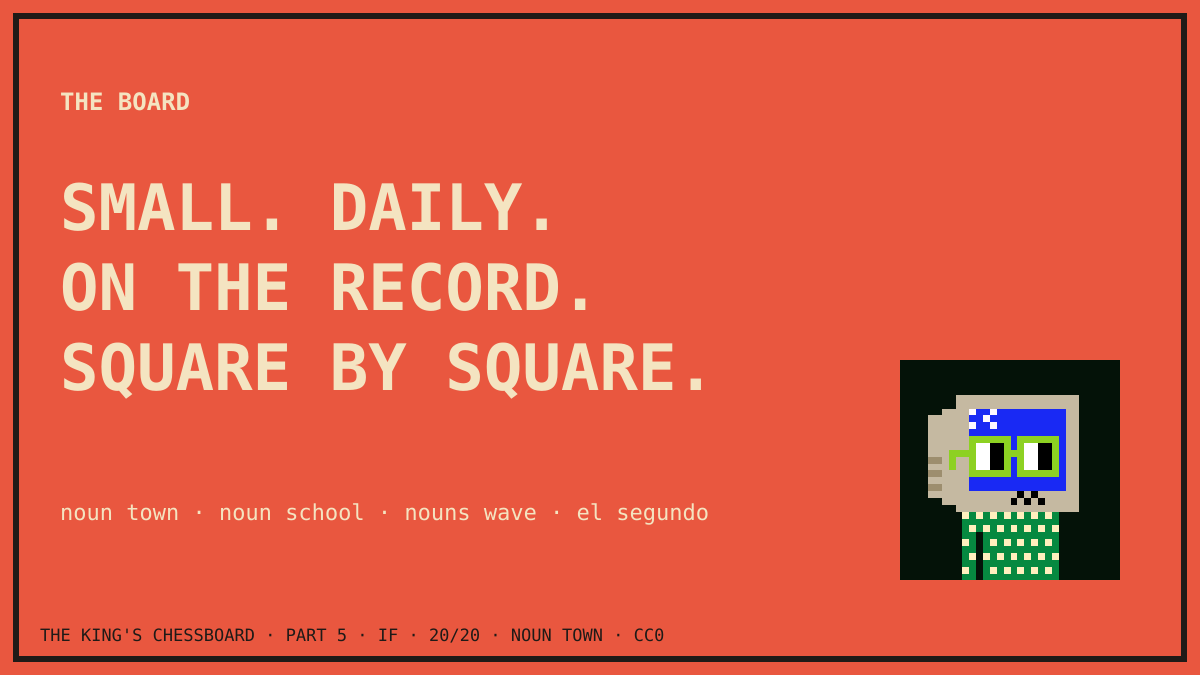 THE BOARD
SMALL. DAILY.
ON THE RECORD.
SQUARE BY SQUARE.
noun town · noun school · nouns wave · el segundo
THE KING'S CHESSBOARD · PART 5 · IF · 20/20 · NOUN TOWN · CC0